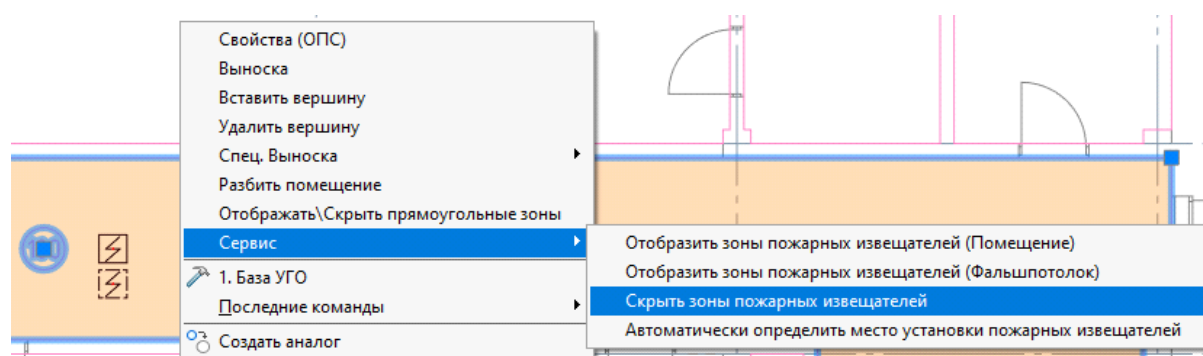 Свойства (ОПС)
Выноска
Вставить вершину
Удалить вершину
Спец. Выноска
Разбить помещение
Отображать\Скрыть прямоугольные зоны
Сервис
1. База УГО
Последние команды
Создать аналог
Отобразить зоны пожарных извещателей (Помещение)
Отобразить зоны пожарных извещателей (Фальшпотолок)
Скрыть зоны пожарных извещателей
Автоматически определить место установки пожарных извещателей